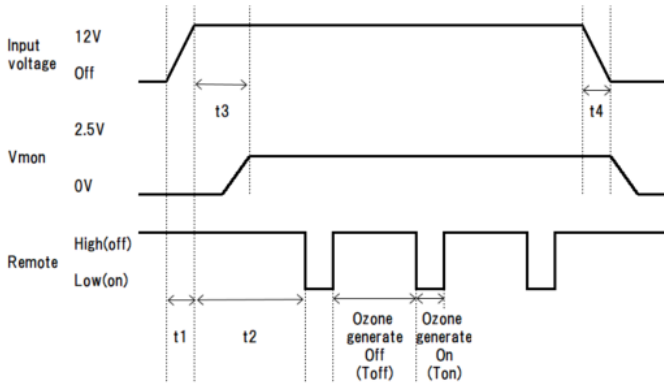 Input
voltage
12V
Off
t3
t4
Vmon
2.5V
0V
Remote
High(off)
Low(on)
t1
t2
Ozone
generate
Off
(Toff)
Ozone
generate
On
(Ton)